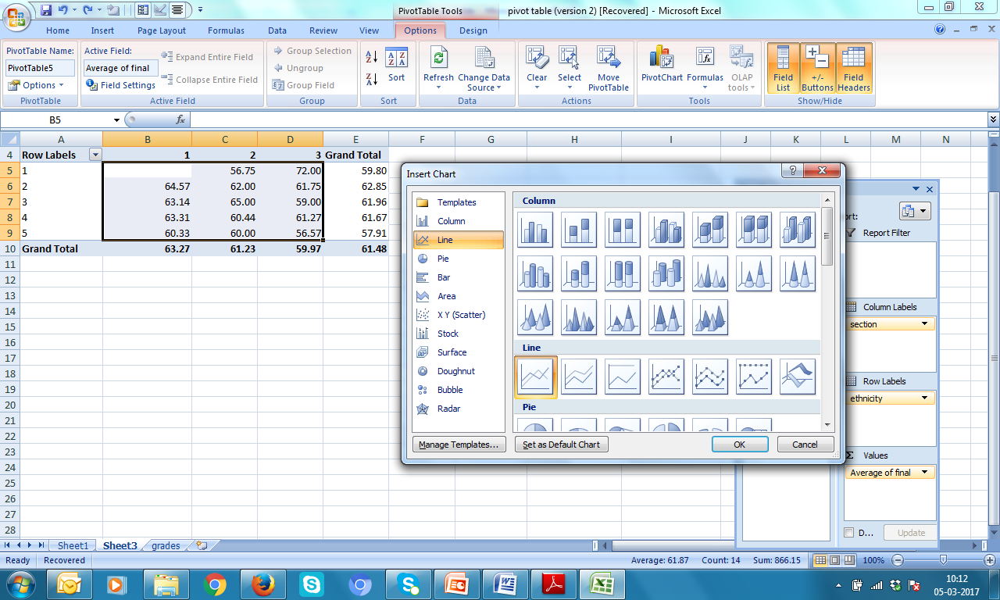 PivotTable Tools pivot table (version 2) [Recovered] - Microsoft Excel
Home Insert Page Layout Formulas Data Review View Options Design
PivotTable Name:
PivotTable5
Options
PivotTable
Active Field:
Average of final
Field Settings
Expand Entire Field
Collapse Entire Field
Active Field
Group Selection
Ungroup
Group Field
Group
Sort
Sort
Refresh
Change Data Source
Data
Clear
Select
Move PivotTable
Actions
PivotChart
Formulas
OLAP tools
Tools
Field List
+/- Buttons
Field Headers
Show/Hide
B5 fx
A B C D E F G H I J K L M N
4 Row Labels 1 2 3 Grand Total
5 1 56.75 72.00 59.80
6 2 64.57 62.00 61.75 62.85
7 3 63.14 65.00 59.00 61.96
8 4 63.31 60.44 61.27 61.67
9 5 60.33 60.00 56.57 57.91
10 Grand Total 63.27 61.23 59.97 61.48
11
12
13
14
15
16
17
18
19
20
21
22
23
24
25
26
27
28
Insert Chart
Templates
Column
Line
Pie
Bar
Area
X Y (Scatter)
Stock
Surface
Doughnut
Bubble
Radar
Column
Line
Pie
Manage Templates... Set as Default Chart OK Cancel
ort:
Report Filter
Column Labels
section
Row Labels
ethnicity
Σ Values
Average of final
D... Update
Sheet1 Sheet3 grades
Ready Recovered Average: 61.87 Count: 14 Sum: 866.15 100%
10:12
05-03-2017